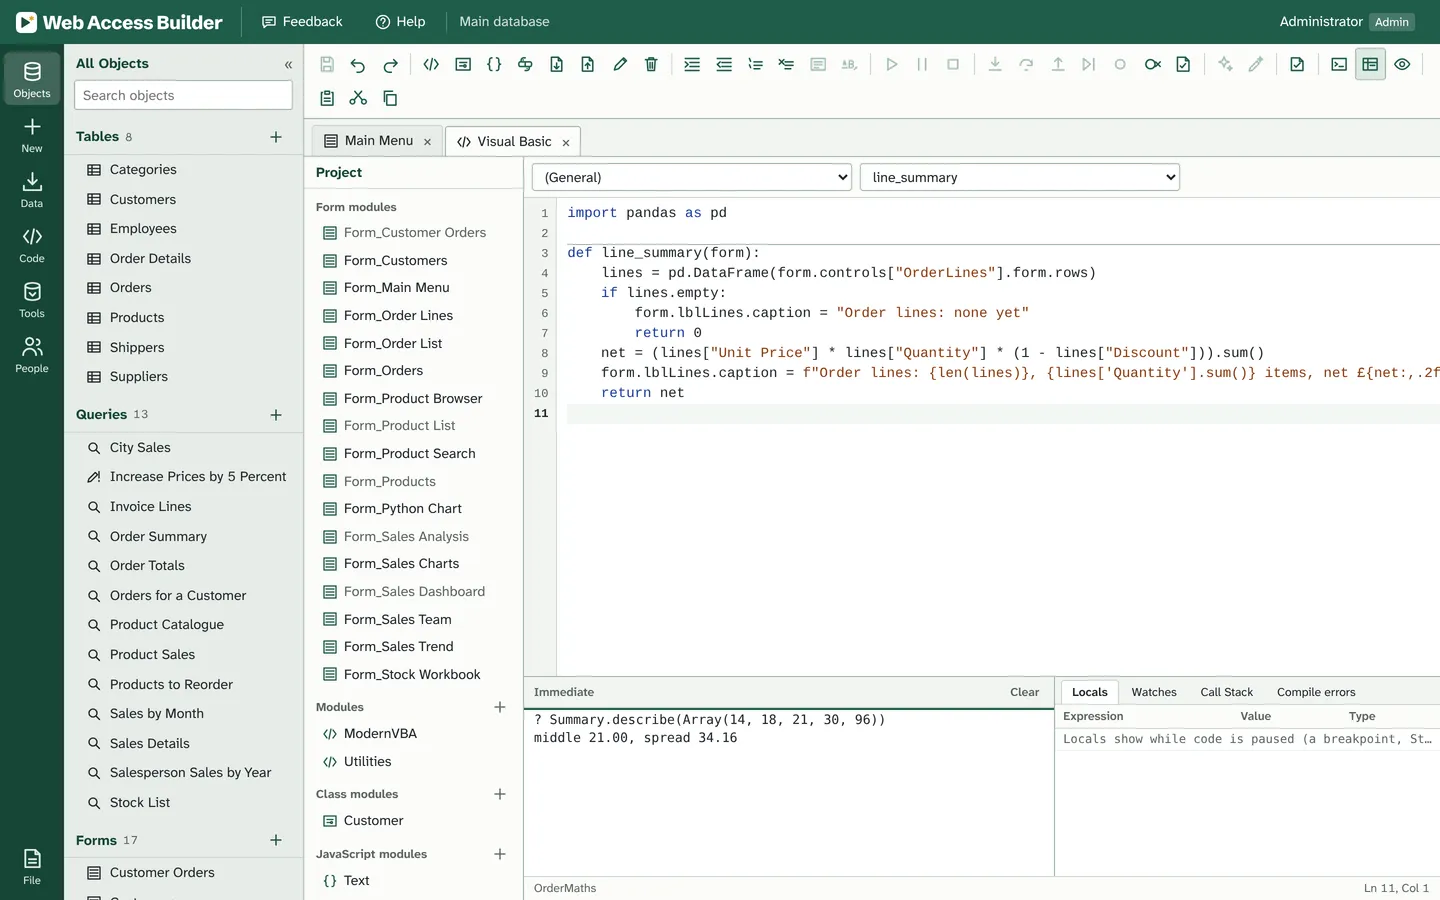 Web Access Builder
Feedback
Help
Main database
Administrator
Admin
Objects
New
Data
Code
Tools
People
File
All Objects
«
Search objects
Tables 8
Categories
Customers
Employees
Order Details
Orders
Products
Shippers
Suppliers
Queries 13
City Sales
Increase Prices by 5 Percent
Invoice Lines
Order Summary
Order Totals
Orders for a Customer
Product Catalogue
Product Sales
Products to Reorder
Sales by Month
Sales Details
Salesperson Sales by Year
Stock List
Forms 17
Customer Orders
Main Menu ×
Visual Basic ×
Project
Form modules
Form_Customer Orders
Form_Customers
Form_Main Menu
Form_Order Lines
Form_Order List
Form_Orders
Form_Product Browser
Form_Product List
Form_Product Search
Form_Products
Form_Python Chart
Form_Sales Analysis
Form_Sales Charts
Form_Sales Dashboard
Form_Sales Team
Form_Sales Trend
Form_Stock Workbook
Modules
ModernVBA
Utilities
Class modules
Customer
JavaScript modules
Text
(General)
line_summary
1 import pandas as pd
2
3 def line_summary(form):
4 lines = pd.DataFrame(form.controls["OrderLines"].form.rows)
5 if lines.empty:
6 form.lblLines.caption = "Order lines: none yet"
7 return 0
8 net = (lines["Unit Price"] * lines["Quantity"] * (1 - lines["Discount"])).sum()
9 form.lblLines.caption = f"Order lines: {len(lines)}, {lines['Quantity'].sum()} items, net £{net:,.2f
10 return net
11
Immediate
Clear
? Summary.describe(Array(14, 18, 21, 30, 96))
middle 21.00, spread 34.16
Locals
Watches
Call Stack
Compile errors
Expression
Value
Type
Locals show while code is paused (a breakpoint, St…
OrderMaths
Ln 11, Col 1